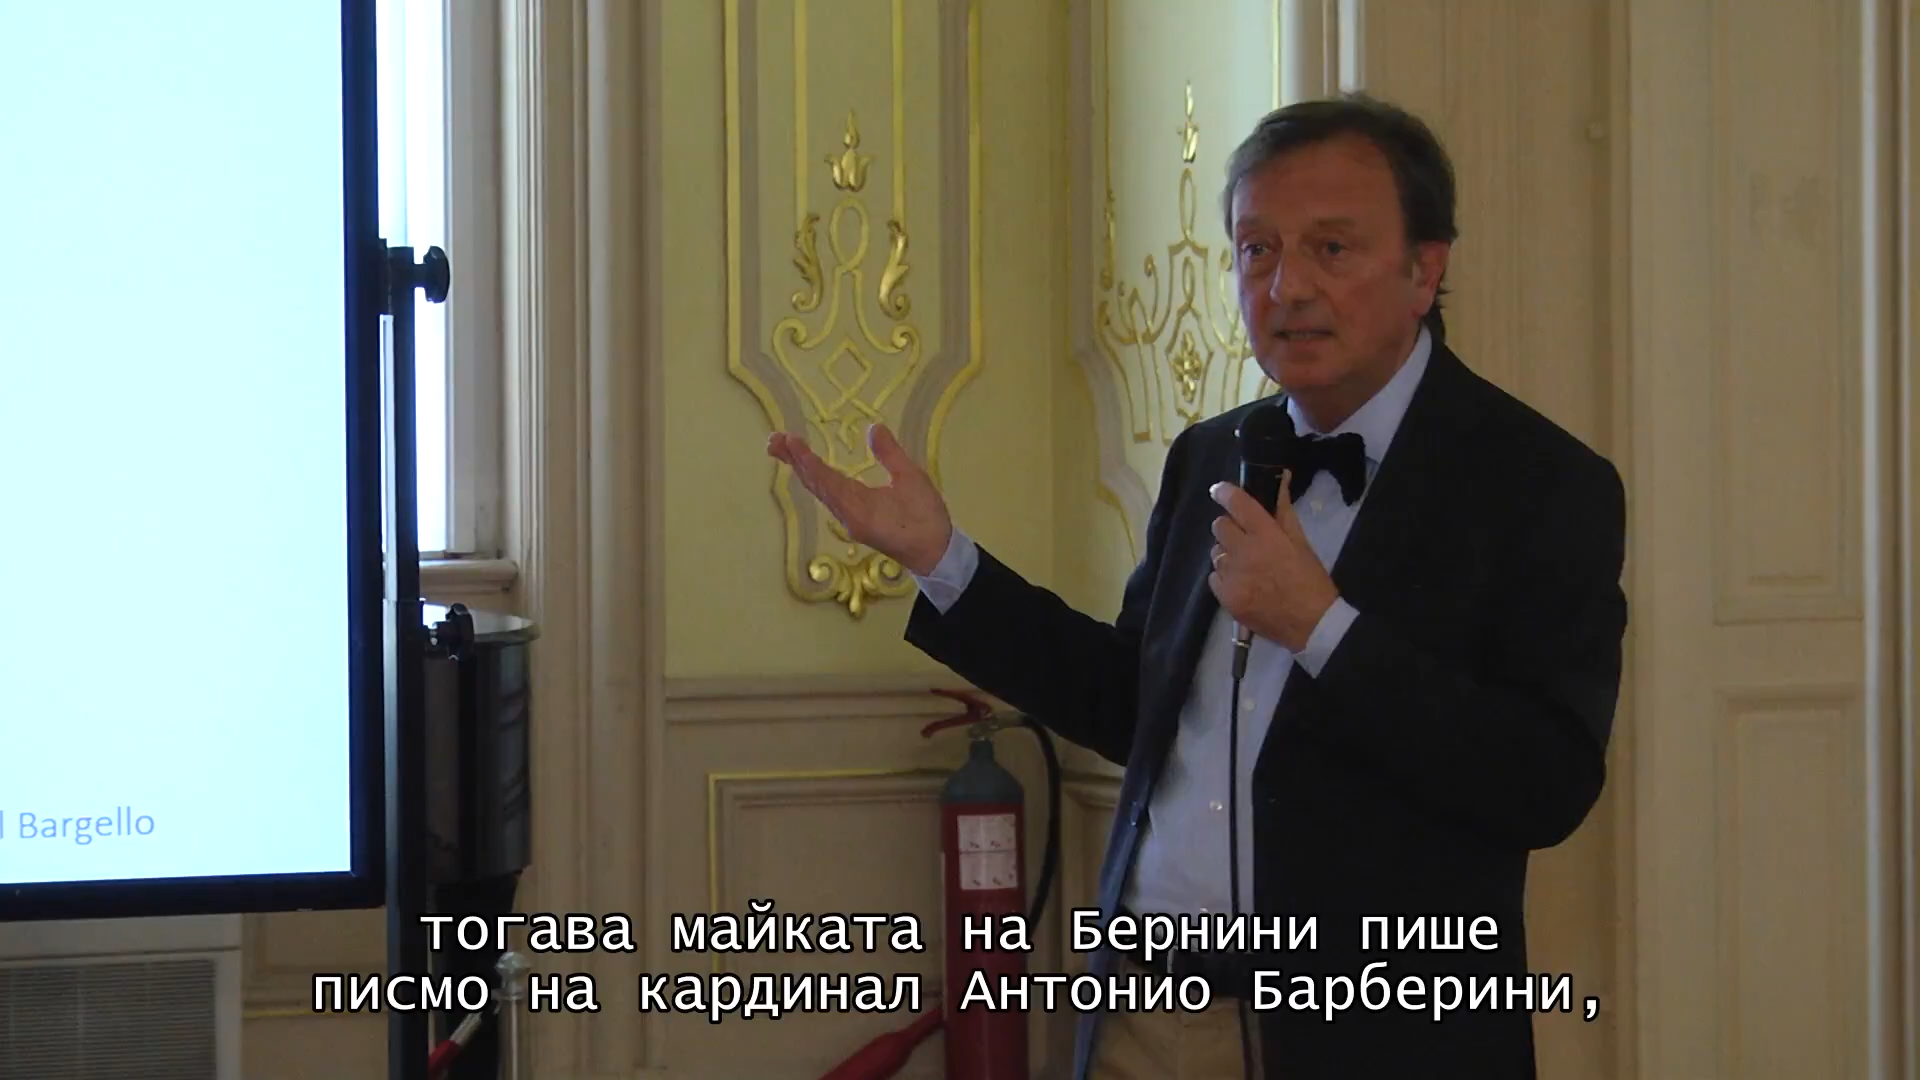 l Bargello
тогава майката на Бернини пише
писмо на кардинал Антонио Барберини,